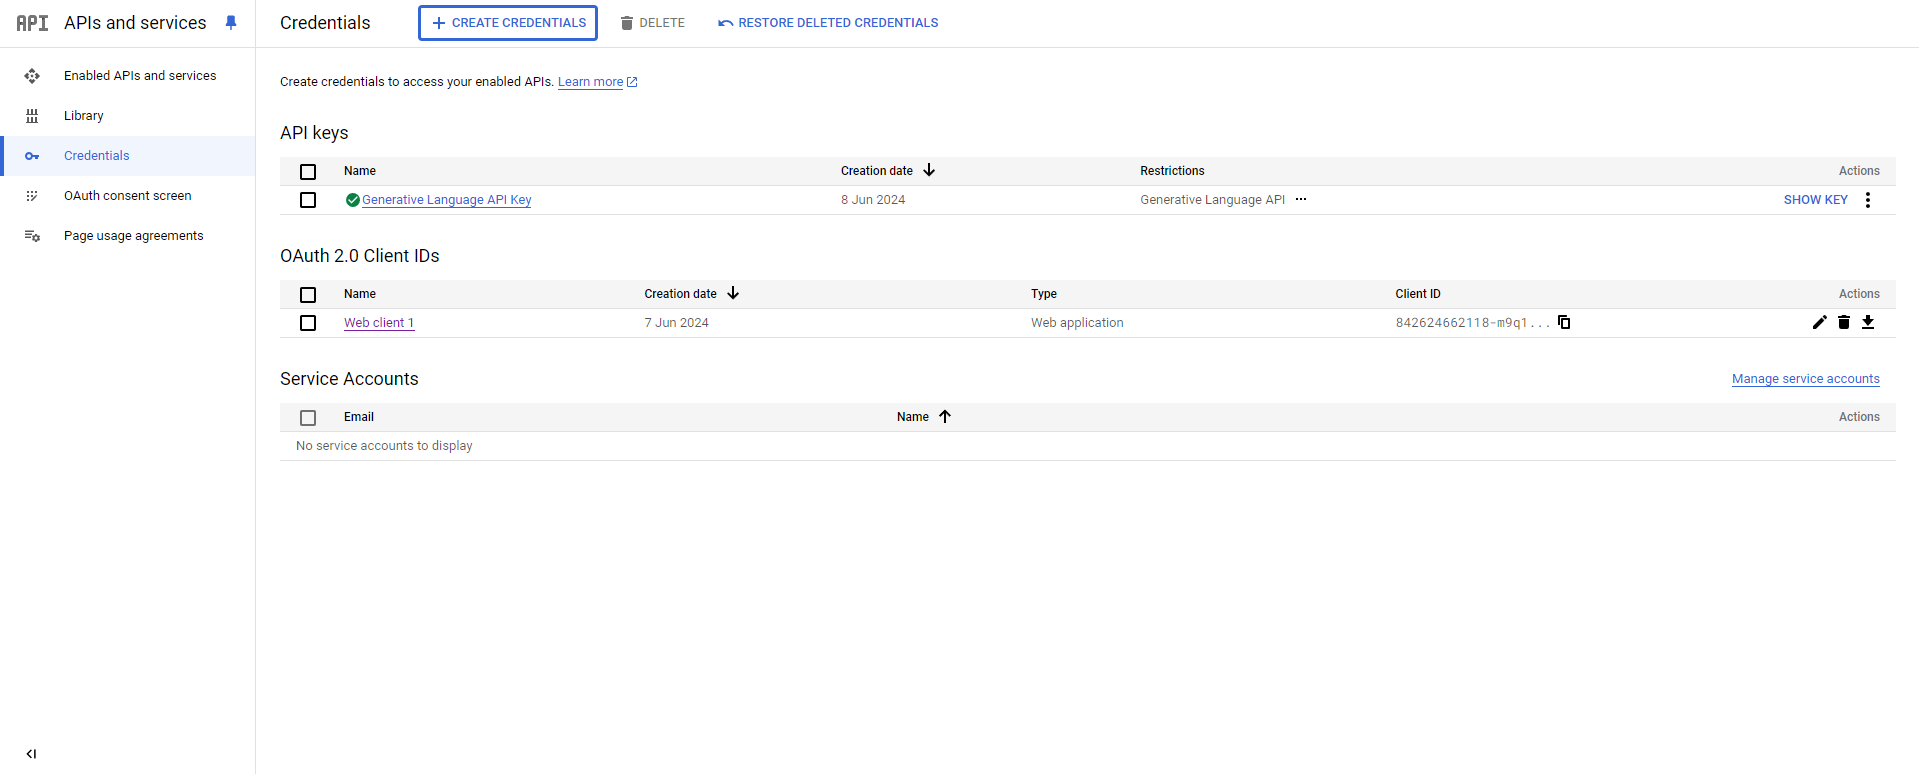 API APIs and services
Credentials
CREATE CREDENTIALS
DELETE
RESTORE DELETED CREDENTIALS
Enabled APIs and services
Library
Credentials
OAuth consent screen
Page usage agreements
Create credentials to access your enabled APIs. Learn more
API keys
Name Creation date Restrictions Actions
Generative Language API Key 8 Jun 2024 Generative Language API ... SHOW KEY
OAuth 2.0 Client IDs
Name Creation date Type Client ID Actions
Web client 1 7 Jun 2024 Web application 842624662118-m9q1...
Service Accounts Manage service accounts
Email Name Actions
No service accounts to display